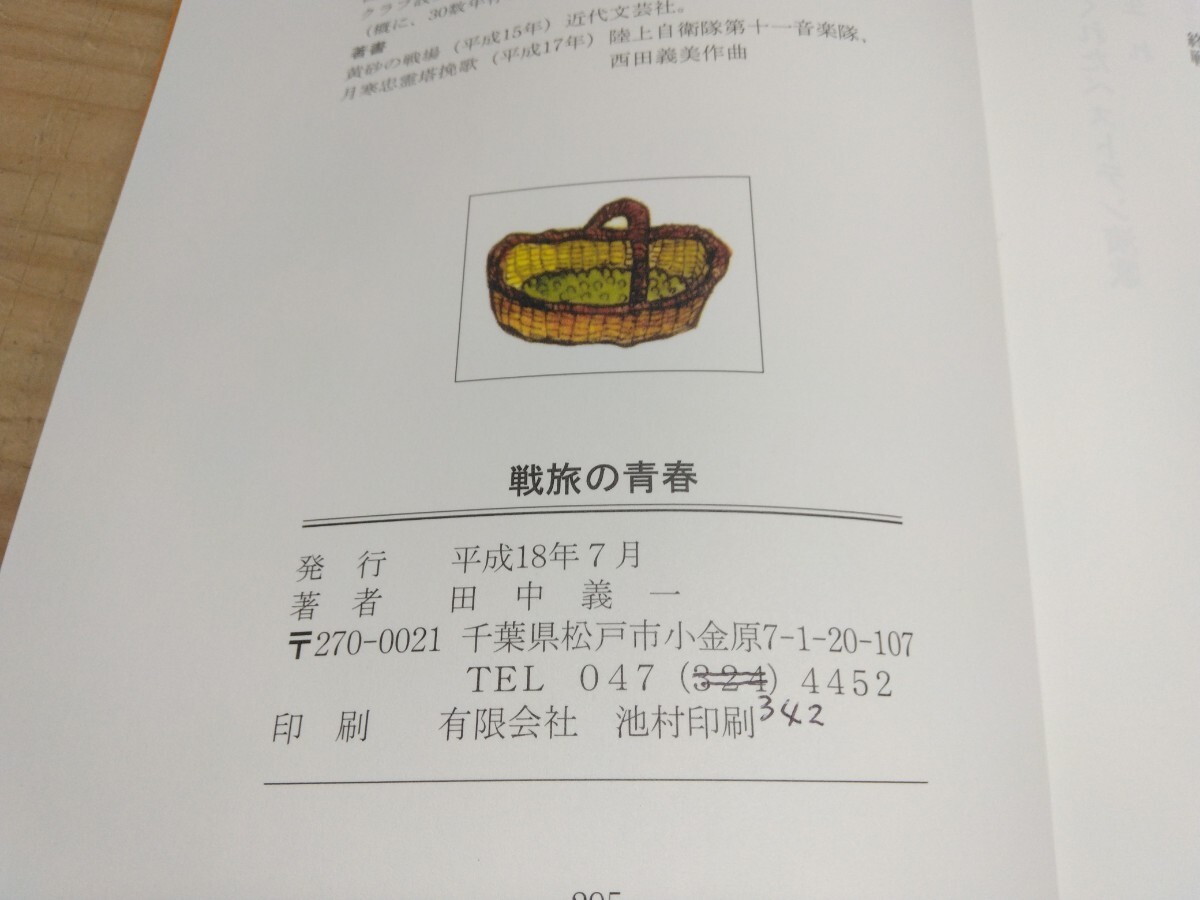 (概に、30数年
著書
黄砂の戦場（平成15年）近代文芸社。
月寒忠霊塔挽歌（平成17年）陸上自衛隊第十一音楽隊、
西田義美作曲
戦旅の青春
発 行 平成18年７月
著 者 田 中 義 一
〒270-0021 千葉県松戸市小金原7-1-20-107
TEL 047（324）4452
342
印 刷 有限会社 池村印刷